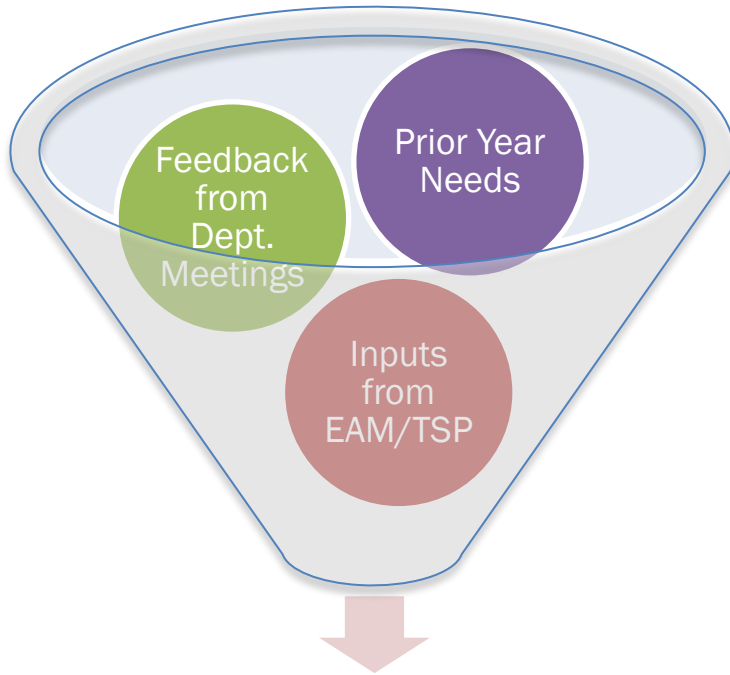 Feedback
from
Dept.
Meetings
Prior Year
Needs
Inputs
from
EAM/TSP